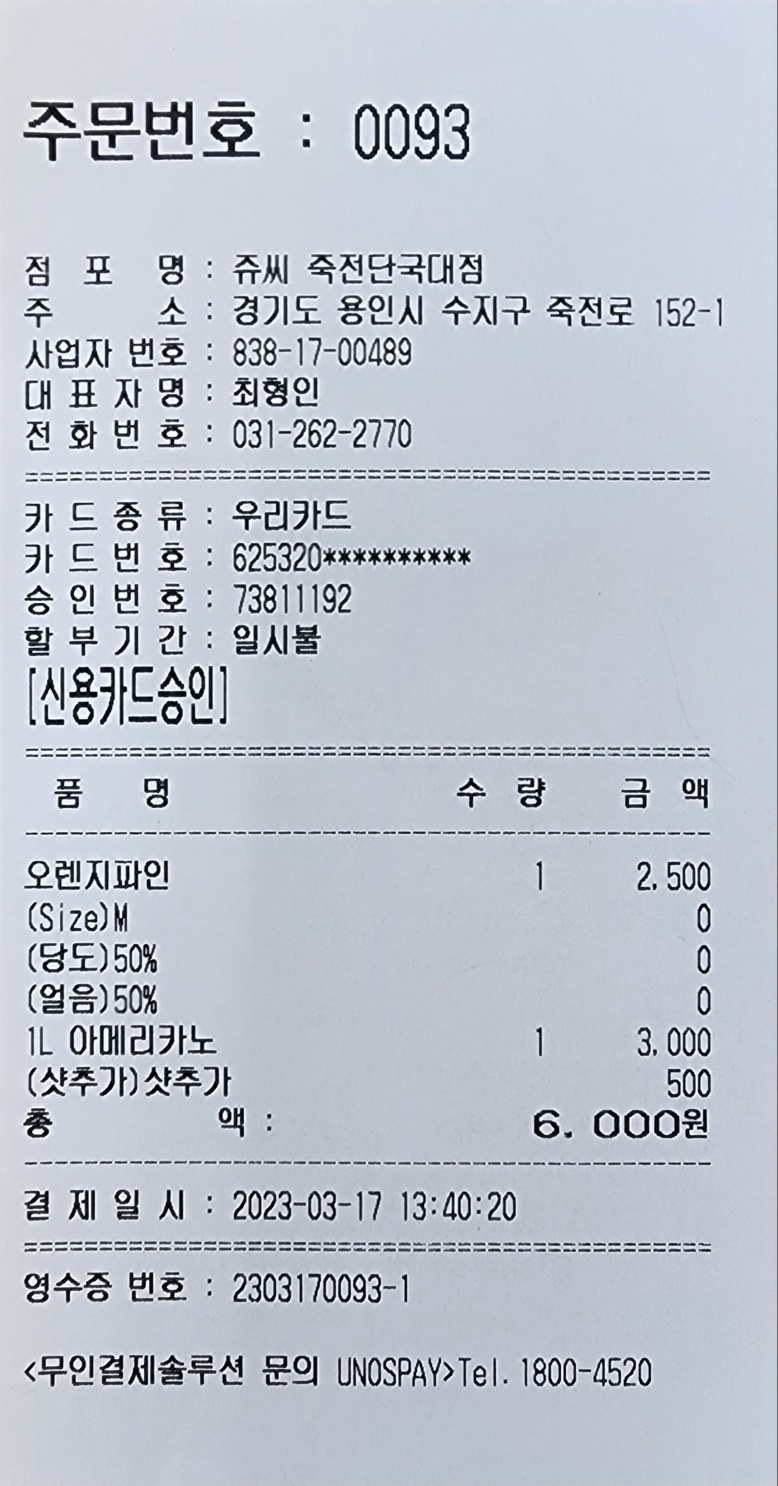 주문번호 : 0093
점 포 명 : 쥬씨 죽전단국대점
주 소 : 경기도 용인시 수지구 죽전로 152-1
사업자 번호 : 838-17-00489
대 표 자 명 : 최형인
전 화 번 호 : 031-262-2770
===============================================
카 드 종 류 : 우리카드
카 드 번 호 : 625320**********
승 인 번 호 : 73811192
할 부 기 간 : 일시불
[신용카드승인]
===============================================
품 명 수 량 금 액
-----------------------------------------------
오렌지파인 1 2,500
(Size)M 0
(당도)50% 0
(얼음)50% 0
1L 아메리카노 1 3,000
(샷추가)샷추가 500
총 액 : 6,000원
-----------------------------------------------
결 제 일 시 : 2023-03-17 13:40:20
===============================================
영수증 번호 : 2303170093-1
<무인결제솔루션 문의 UNOSPAY>Tel.1800-4520